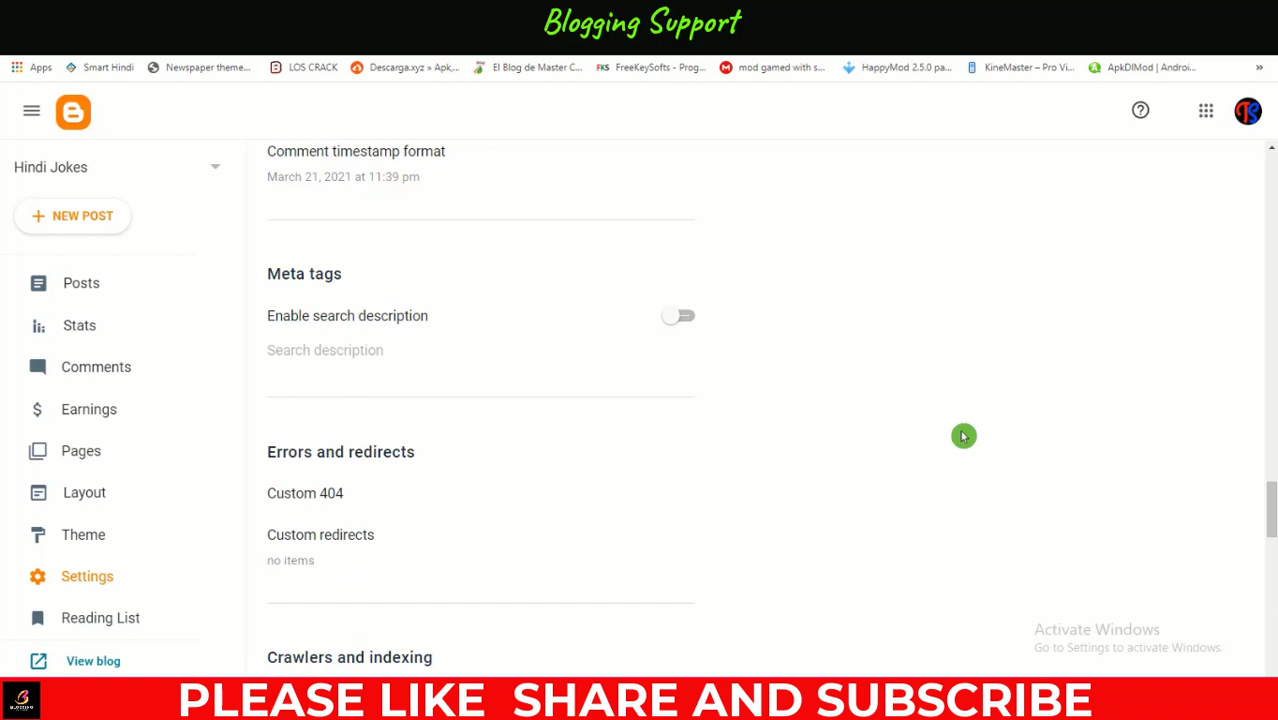 Blogging Support
Apps Smart Hindi Newspaper theme... LOS CRACK Descarga.xyz » Apk,... El Blog de Master C... FKS FreeKeySofts - Prog... mod gamed with s... HappyMod 2.5.0 pa... KineMaster – Pro Vi... ApkDlMod | Androi... »
Hindi Jokes
+ NEW POST
Posts
Stats
Comments
Earnings
Pages
Layout
Theme
Settings
Reading List
View blog
Comment timestamp format
March 21, 2021 at 11:39 pm
Meta tags
Enable search description
Search description
Errors and redirects
Custom 404
Custom redirects
no items
Crawlers and indexing
Activate Windows
Go to Settings to activate Windows.
PLEASE LIKE SHARE AND SUBSCRIBE